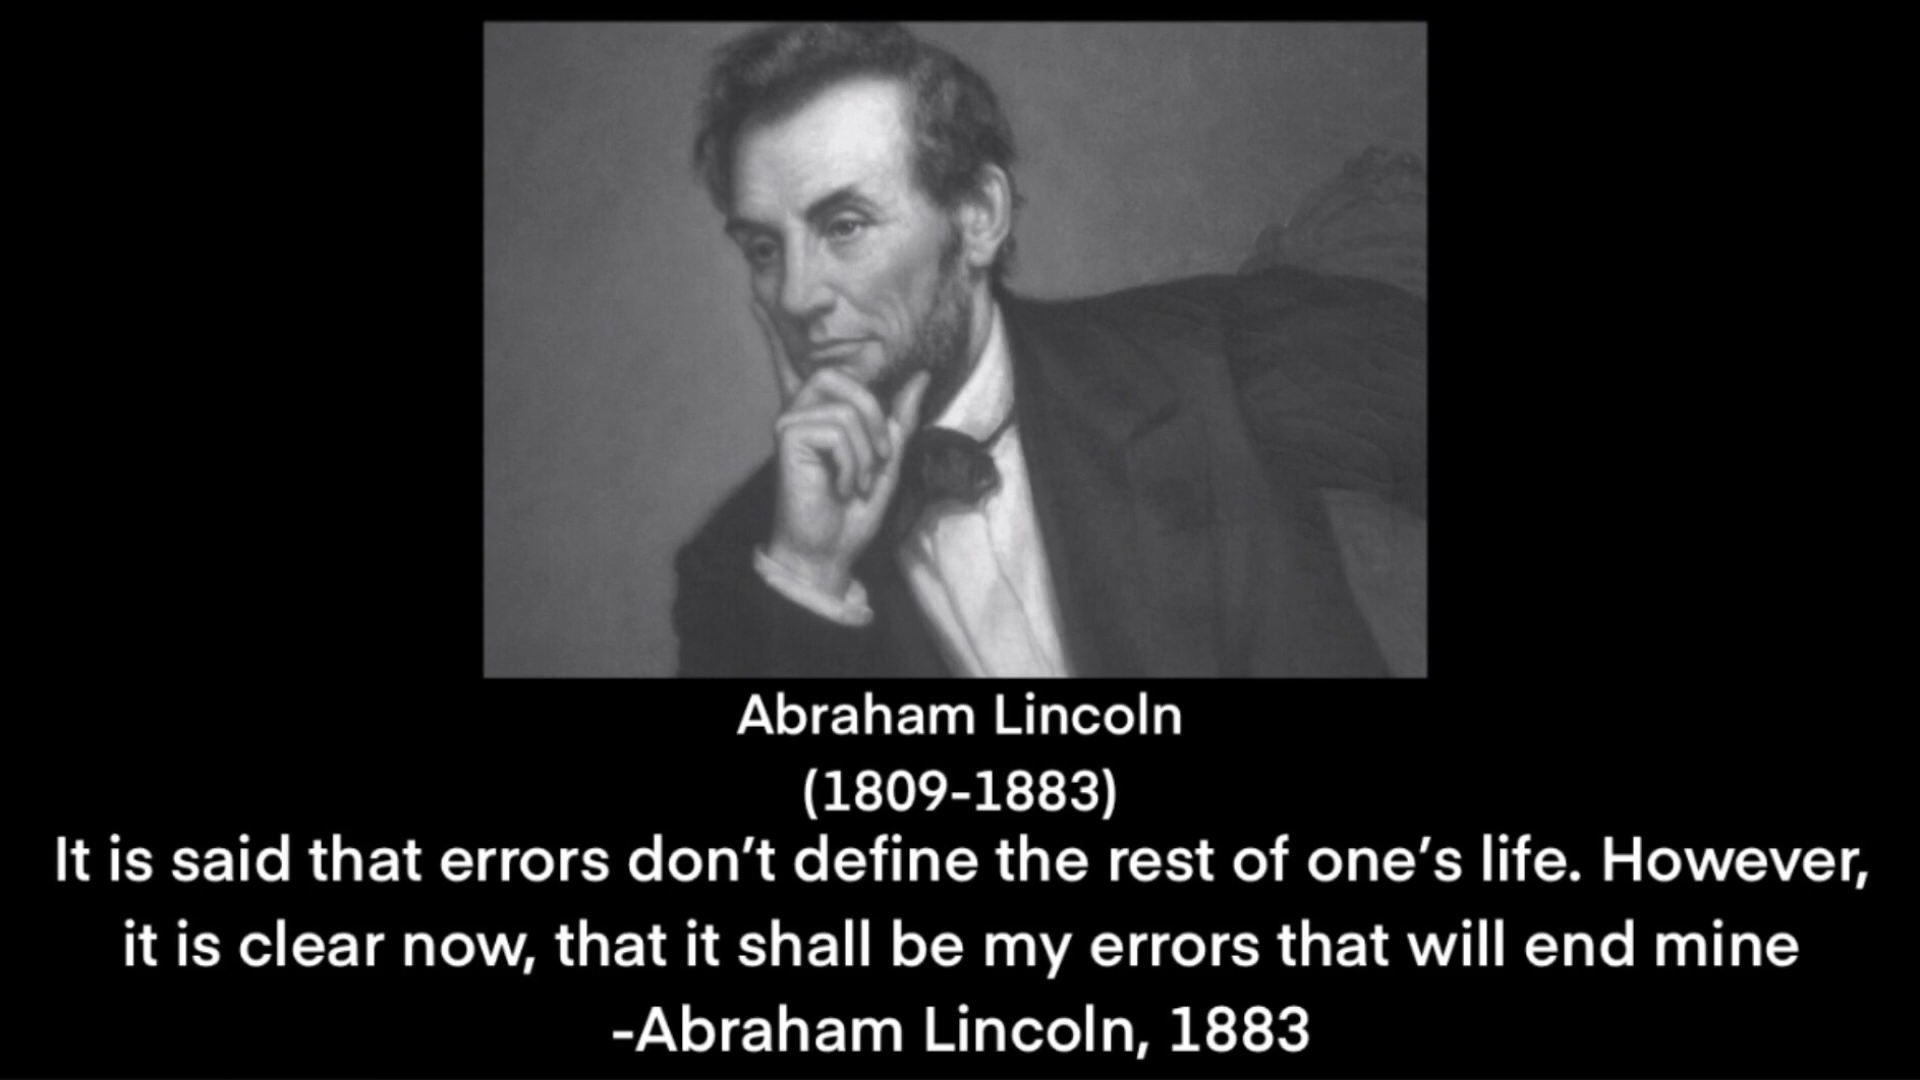 Abraham Lincoln
(1809-1883)
It is said that errors don’t define the rest of one’s life. However,
it is clear now, that it shall be my errors that will end mine
-Abraham Lincoln, 1883